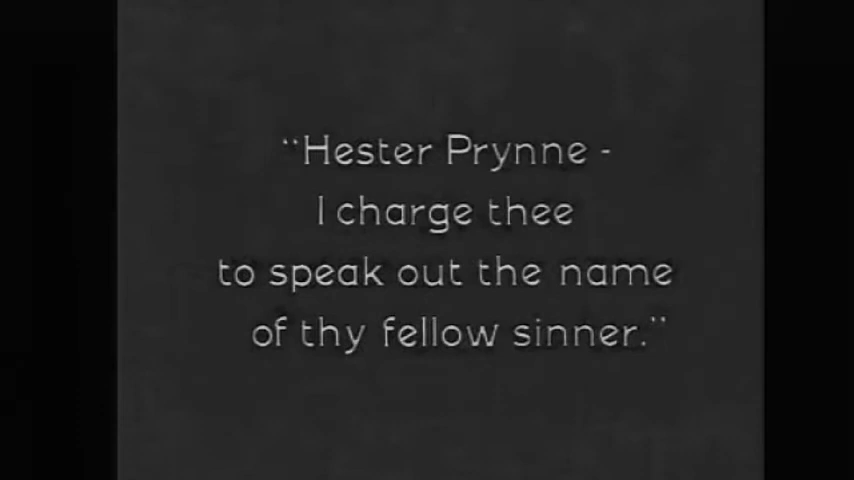 "Hester Prynne -
I charge thee
to speak out the name
of thy fellow sinner."